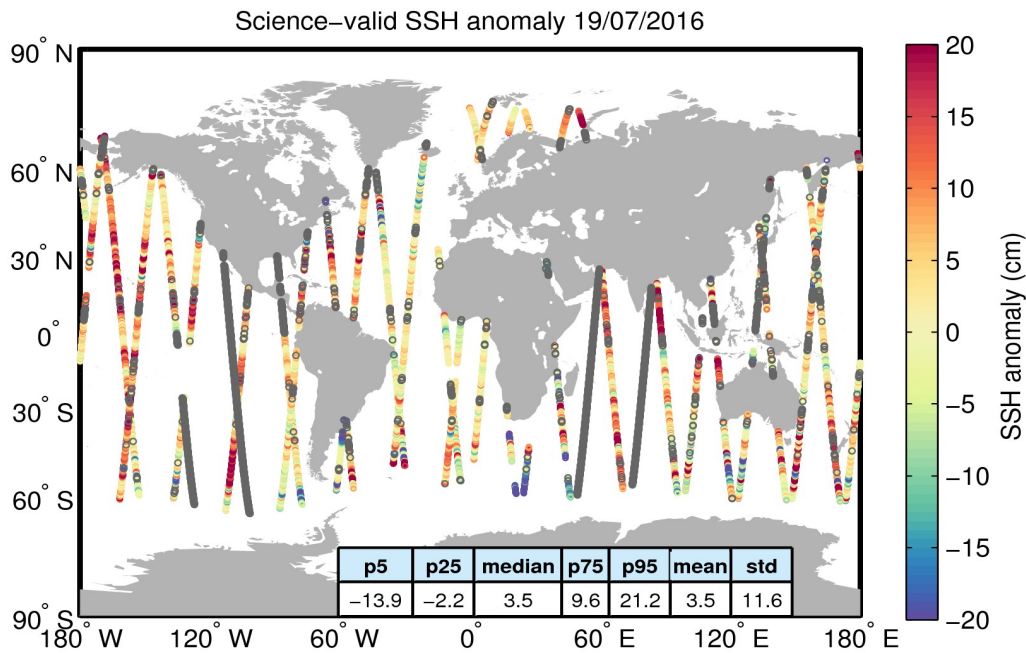 Science−valid SSH anomaly 19/07/2016
90° N
60° N
30° N
0°
30° S
60° S
90° S
180° W
120° W
60° W
0°
60° E
120° E
180° E
p5 p25 median p75 p95 mean std
−13.9 −2.2 3.5 9.6 21.2 3.5 11.6
20
15
10
5
0
−5
−10
−15
−20
SSH anomaly (cm)